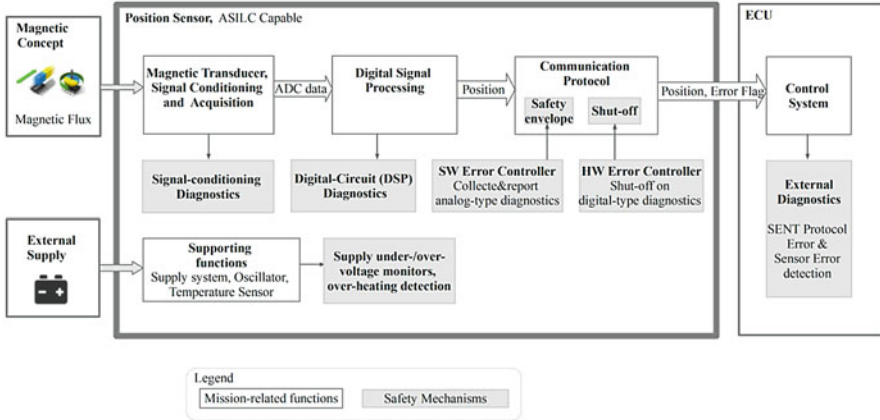 Magnetic
Concept
Magnetic Flux
External
Supply
Position Sensor, ASILC Capable
Magnetic Transducer,
Signal Conditioning
and Acquisition
ADC data
Digital Signal
Processing
Position
Communication
Protocol
Safety
envelope
Shut-off
Position, Error Flag
Signal-conditioning
Diagnostics
Digital-Circuit (DSP)
Diagnostics
SW Error Controller
Collecte&report
analog-type diagnostics
HW Error Controller
Shut-off on
digital-type diagnostics
Supporting
functions
Supply system, Oscillator,
Temperature Sensor
Supply under-/over-
voltage monitors,
over-heating detection
ECU
Control
System
External
Diagnostics
SENT Protocol
Error &
Sensor Error
detection
Legend
Mission-related functions
Safety Mechanisms